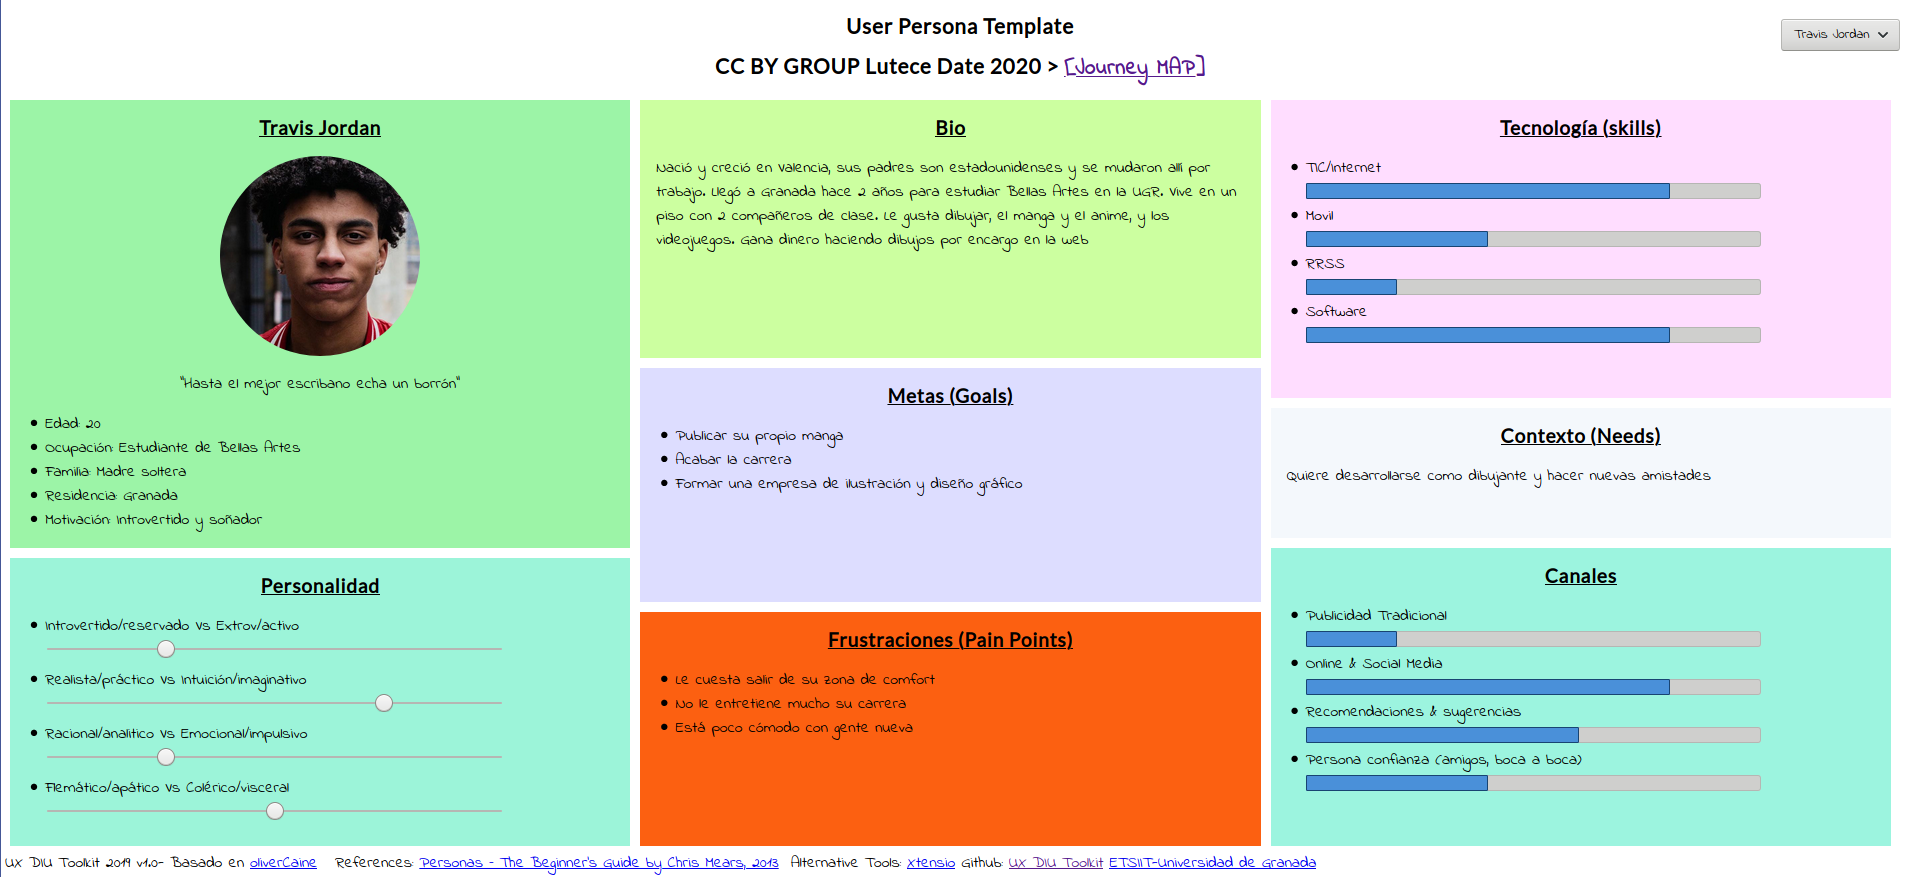 User Persona Template
Travis Jordan
CC BY GROUP Lutece Date 2020 > [Journey MAP]
Travis Jordan
"Hasta el mejor escribano echa un borrón"
Edad: 20
Ocupación: Estudiante de Bellas Artes
Familia: Madre soltera
Residencia: Granada
Motivación: Introvertido y soñador
Personalidad
Introvertido/reservado Vs Extrov/activo
Realista/práctico Vs Intuición/imaginativo
Racional/analitico Vs Emocional/impulsivo
Flemático/apático Vs Colérico/visceral
Bio
Nació y creció en Valencia, sus padres son estadounidenses y se mudaron allí por
trabajo. Llegó a Granada hace 2 años para estudiar Bellas Artes en la UGR. Vive en un
piso con 2 compañeros de clase. Le gusta dibujar, el manga y el anime, y los
videojuegos. Gana dinero haciendo dibujos por encargo en la web
Metas (Goals)
Publicar su propio manga
Acabar la carrera
Formar una empresa de ilustración y diseño gráfico
Frustraciones (Pain Points)
Le cuesta salir de su zona de comfort
No le entretiene mucho su carrera
Está poco cómodo con gente nueva
Tecnología (skills)
TIC/Internet
Movil
RRSS
Software
Contexto (Needs)
Quiere desarrollarse como dibujante y hacer nuevas amistades
Canales
Publicidad Tradicional
Online & Social Media
Recomendaciones & sugerencias
Persona confianza (amigos, boca a boca)
UX DIU Toolkit 2019 v1.0- Basado en oliverCaine References: Personas - The Beginner's Guide by Chris Mears, 2013 Alternative Tools: Xtensio Github: UX DIU Toolkit ETSIIT-Universidad de Granada